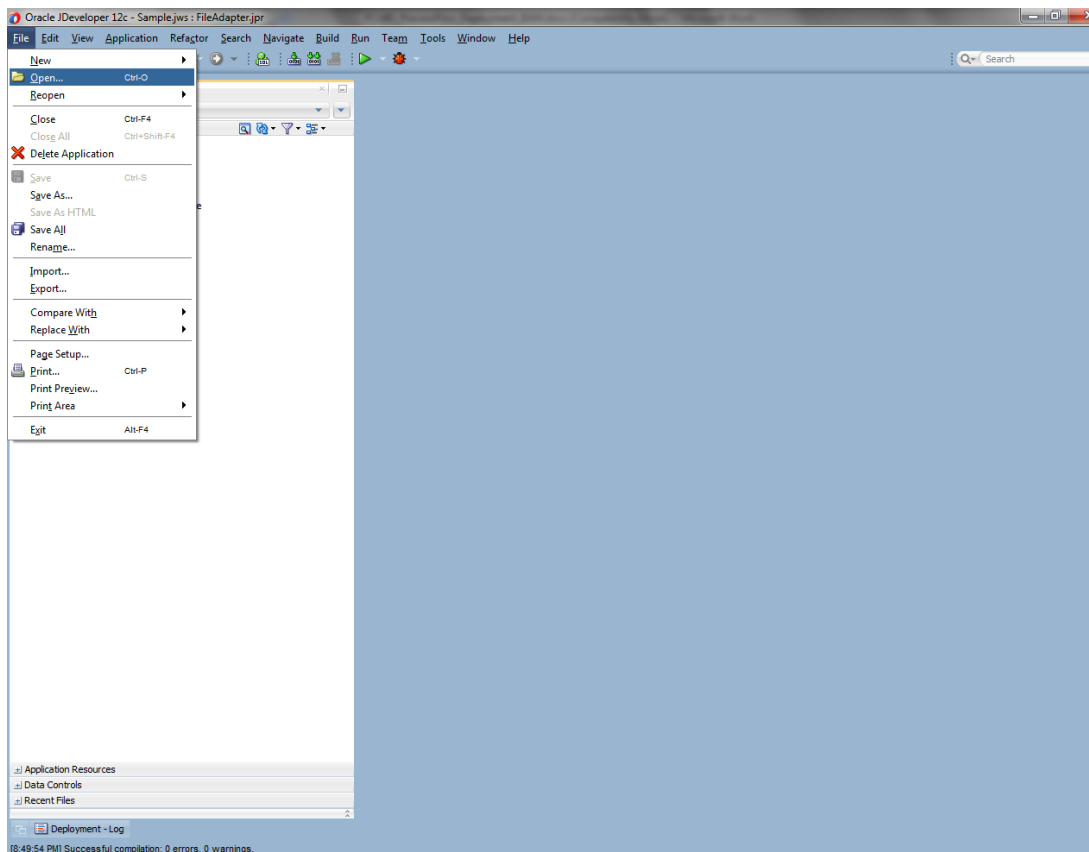 Oracle JDeveloper 12c - Sample.jws : FileAdapter.jpr
File Edit View Application Refactor Search Navigate Build Run Team Tools Window Help
Search
New
Open... Ctrl-O
Reopen
Close Ctrl-F4
Close All Ctrl+Shift-F4
Delete Application
Save Ctrl-S
Save As...
Save As HTML
Save All
Rename...
Import...
Export...
Compare With
Replace With
Page Setup...
Print... Ctrl-P
Print Preview...
Print Area
Exit Alt-F4
Application Resources
Data Controls
Recent Files
Deployment - Log
[8:49:54 PM] Successful compilation: 0 errors, 0 warnings.